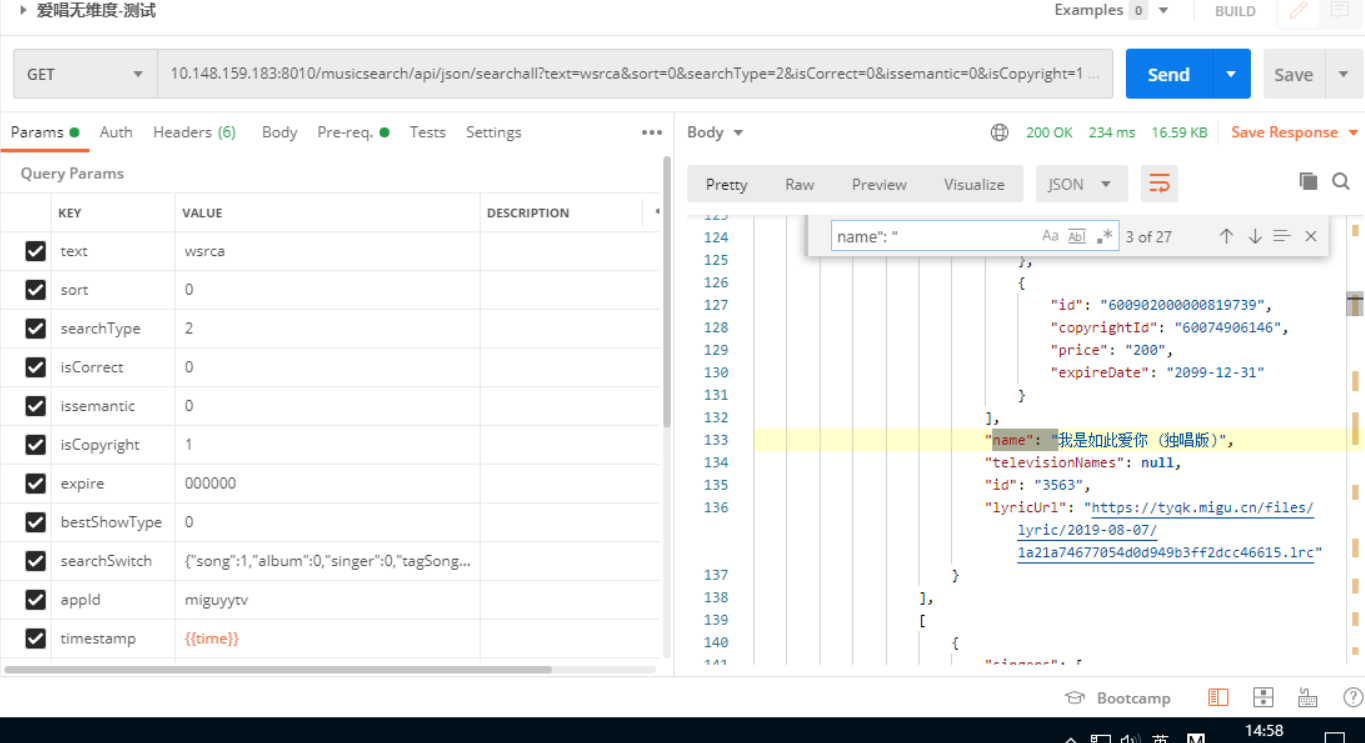 爱唱无维度-测试
Examples 0 BUILD
GET 10.148.159.183:8010/musicsearch/api/json/searchall?text=wsrca&sort=0&searchType=2&isCorrect=0&issemantic=0&isCopyright=1 ... Send Save
Params Auth Headers (6) Body Pre-req. Tests Settings
Query Params
KEY VALUE DESCRIPTION
text wsrca
sort 0
searchType 2
isCorrect 0
issemantic 0
isCopyright 1
expire 000000
bestShowType 0
searchSwitch {"song":1,"album":0,"singer":0,"tagSong...
appId miguyytv
timestamp {{time}}
Body 200 OK 234 ms 16.59 KB Save Response
Pretty Raw Preview Visualize JSON
name": " Aa Abl .* 3 of 27
123
124
125 },
126 {
127 "id": "600902000000819739",
128 "copyrightId": "60074906146",
129 "price": "200",
130 "expireDate": "2099-12-31"
131 }
132 ],
133 "name": "我是如此爱你（独唱版）",
134 "televisionNames": null,
135 "id": "3563",
136 "lyricUrl": "https://tyqk.migu.cn/files/
lyric/2019-08-07/
1a21a74677054d0d949b3ff2dcc46615.lrc"
137 }
138 ],
139 [
140 {
141 "singers": [
Bootcamp
英 M 14:58